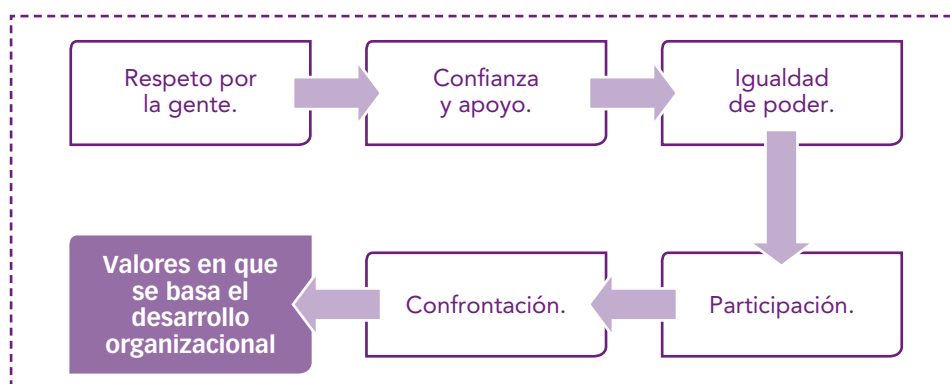 Respeto por
la gente.
Confianza
y apoyo.
Igualdad
de poder.
Participación.
Confrontación.
Valores en que
se basa el
desarrollo
organizacional